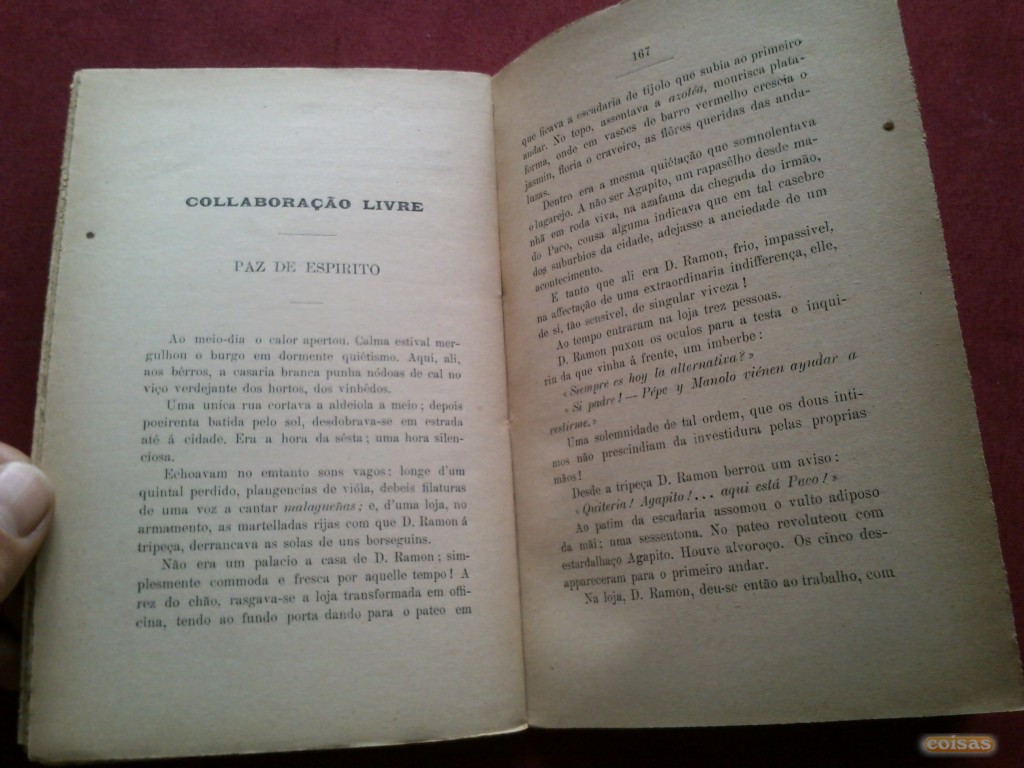 COLLABORAÇÃO LIVRE
PAZ DE ESPIRITO
Ao meio-dia o calor apertou. Calma estival mer-
gulhou o burgo em dormente quiétismo. Aqui, ali,
aos bérros, a casaria branca punha nódoas de cal no
viço verdejante dos hortos, dos vinhêdos.
Uma unica rua cortava a aldeiola a meio; depois
poeirenta batida pelo sol, desdobrava-se em estrada
até á cidade. Era a hora da sésta; uma hora silen-
ciosa.
Echoavam no emtanto sons vagos: longe d'um
quintal perdido, plangencias de vióla, debeis filaturas
de uma voz a cantar malagueñas; e, d'uma loja, no
armamento, as martelladas rijas com que D. Ramon á
tripeça, derrancava as solas de uns borseguins.
Não era um palacio a casa de D. Ramon; sim-
plesmente commoda e fresca por aquelle tempo! A
rez do chão, rasgava-se a loja transformada em offi-
cina, tendo ao fundo porta dando para o pateo em
167
que ficava a escadaria de tijolo que subia ao primeiro
andar. No topo, assentava a azotéa, mourisca plata-
forma, onde em vasões de barro vermelho crescia o
jasmin, floria o craveiro, as flôres queridas das anda-
luzas.
Dentro era a mesma quiétação que somnolentava
o lugarejo. A não ser Agapito, um rapasêlho desde ma-
nhã em roda viva, na azafama da chegada do irmão,
do Paco, cousa alguma indicava que em tal casebre
dos suburbios da cidade, adejasse a anciedade de um
acontecimento.
E tanto que ali era D. Ramon, frio, impassivel,
na affectação de uma extraordinaria indifferença, elle,
de si, tão sensivel, de singular viveza!
Ao tempo entraram na loja trez pessoas.
D. Ramon puxou os oculos para a testa e inqui-
riu da que vinha á frente, um imberbe:
«Siempre es hoy la alternativa?»
«Si padre! — Pépe y Manolo viénen ayudar a
vestirme.»
Uma solemnidade de tal ordem, que os dous inti-
mos não prescindiam da investidura pelas proprias
mãos!
Desde a tripeça D. Ramon berrou um aviso:
«Quiteria! Agapito!... aqui está Paco!»
Ao patim da escadaria assomou o vulto adiposo
da mãi; uma sessentona. No pateo revoluteou com
estardalhaço Agapito. Houve alvoroço. Os cinco des-
appareceram para o primeiro andar.
Na loja, D. Ramon, deu-se então ao trabalho, com
coisas